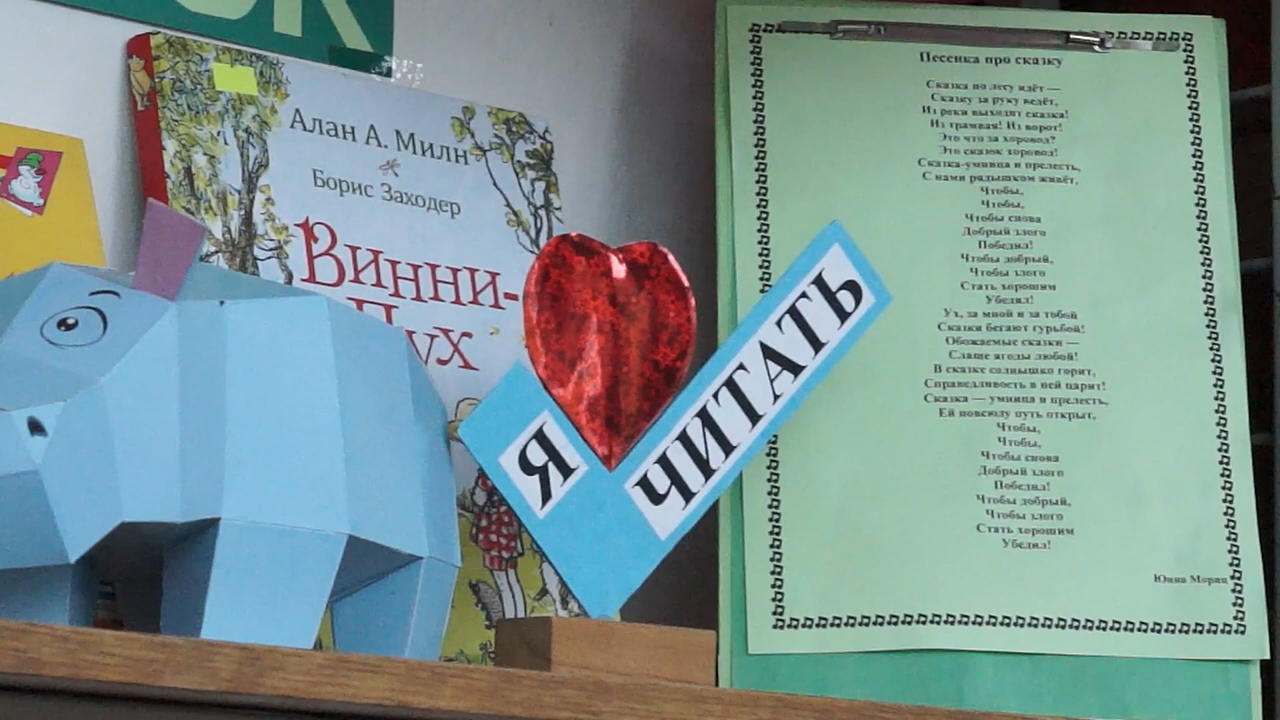 ОК
Алан А. Милн
Борис Заходер
Винни-
Пух
Я
ЧИТАТЬ
Песенка про сказку
Сказка по лесу идёт —
Сказку за руку ведёт,
Из реки выходит сказка!
Из трамвая! Из ворот!
Это что за хоровод?
Это сказок хоровод!
Сказка-умница и прелесть,
С нами рядышком живёт,
Чтобы,
Чтобы,
Чтобы снова
Добрый злого
Победил!
Чтобы добрый,
Чтобы злого
Стать хорошим
Убедил!
Ух, за мной и за тобой
Сказки бегают гурьбой!
Обожаемые сказки —
Слаще ягоды любой!
В сказке солнышко горит,
Справедливость в ней царит!
Сказка — умница и прелесть,
Ей повсюду путь открыт,
Чтобы,
Чтобы,
Чтобы снова
Добрый злого
Победил!
Чтобы добрый,
Чтобы злого
Стать хорошим
Убедил!
Юнна Мориц